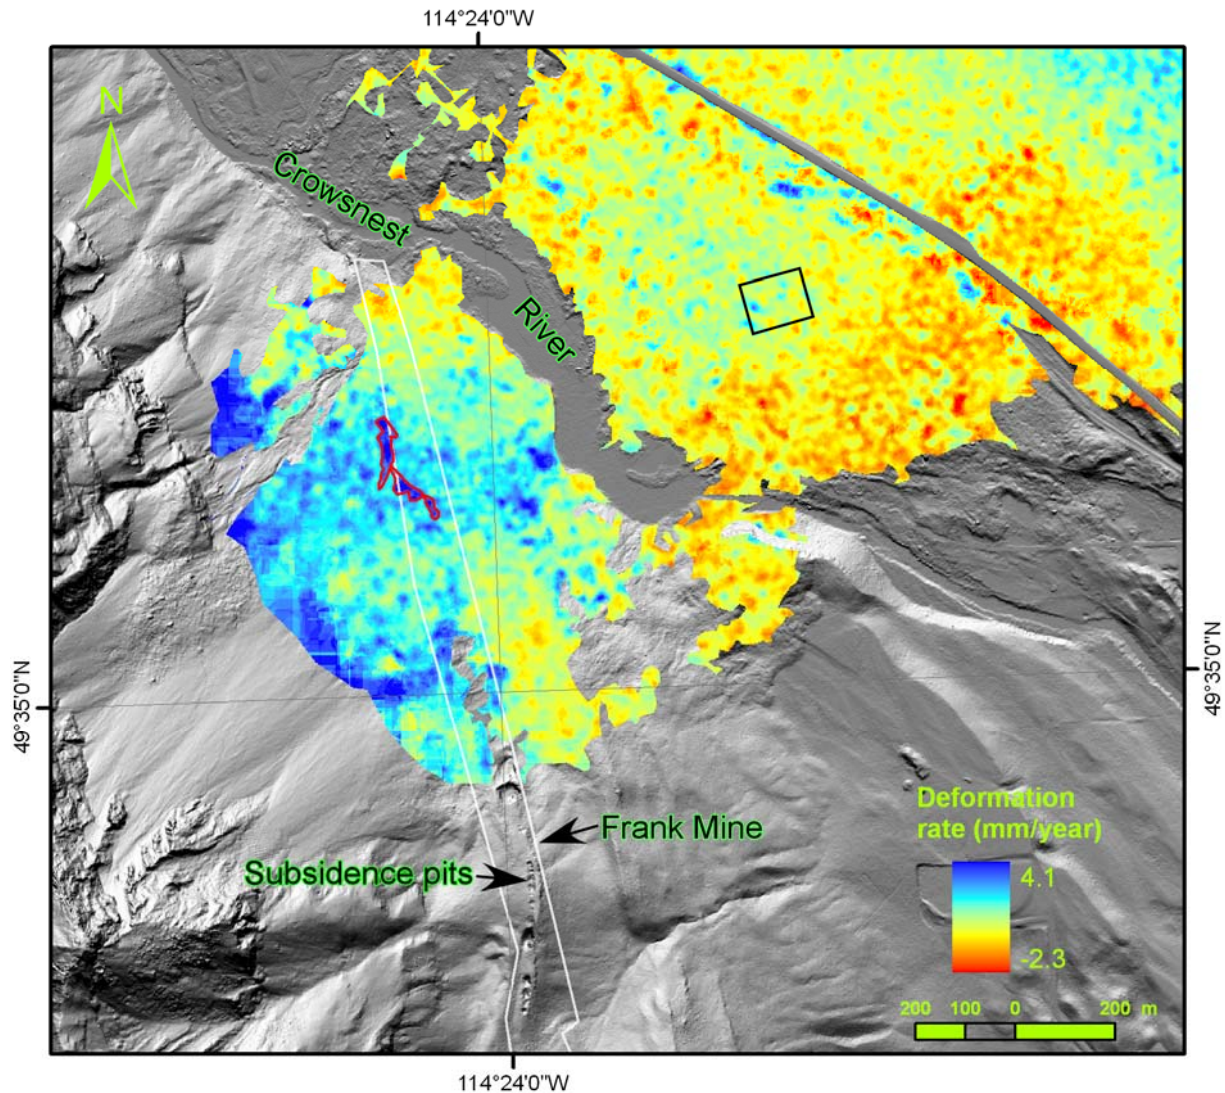 114°24'0"W
N
Crowsnest
River
49°35'0"N
49°35'0"N
Deformation
rate (mm/year)
4.1
-2.3
Frank Mine
Subsidence pits
200 100 0 200 m
114°24'0"W